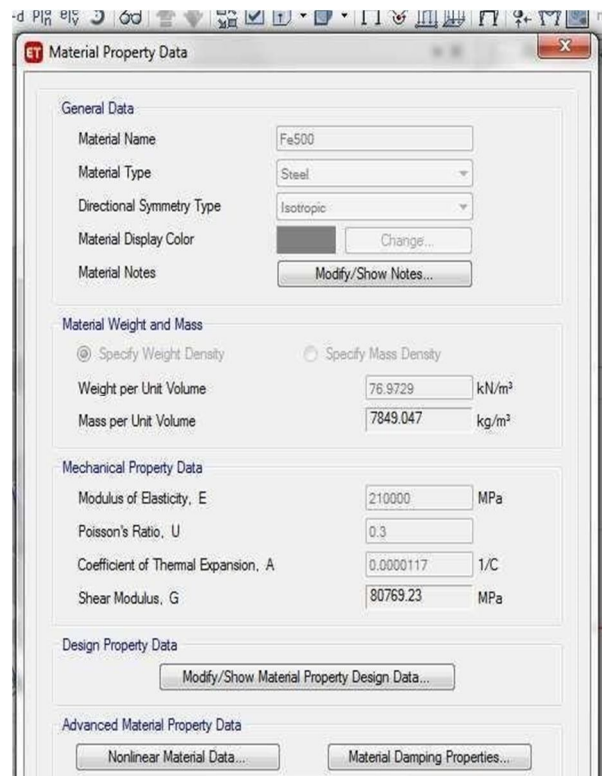 -d Pln elv 3
ET Material Property Data X
General Data
Material Name Fe500
Material Type Steel
Directional Symmetry Type Isotropic
Material Display Color Change...
Material Notes Modify/Show Notes...
Material Weight and Mass
Specify Weight Density Specify Mass Density
Weight per Unit Volume 76.9729 kN/m³
Mass per Unit Volume 7849.047 kg/m³
Mechanical Property Data
Modulus of Elasticity, E 210000 MPa
Poisson's Ratio, U 0.3
Coefficient of Thermal Expansion, A 0.0000117 1/C
Shear Modulus, G 80769.23 MPa
Design Property Data
Modify/Show Material Property Design Data...
Advanced Material Property Data
Nonlinear Material Data... Material Damping Properties...